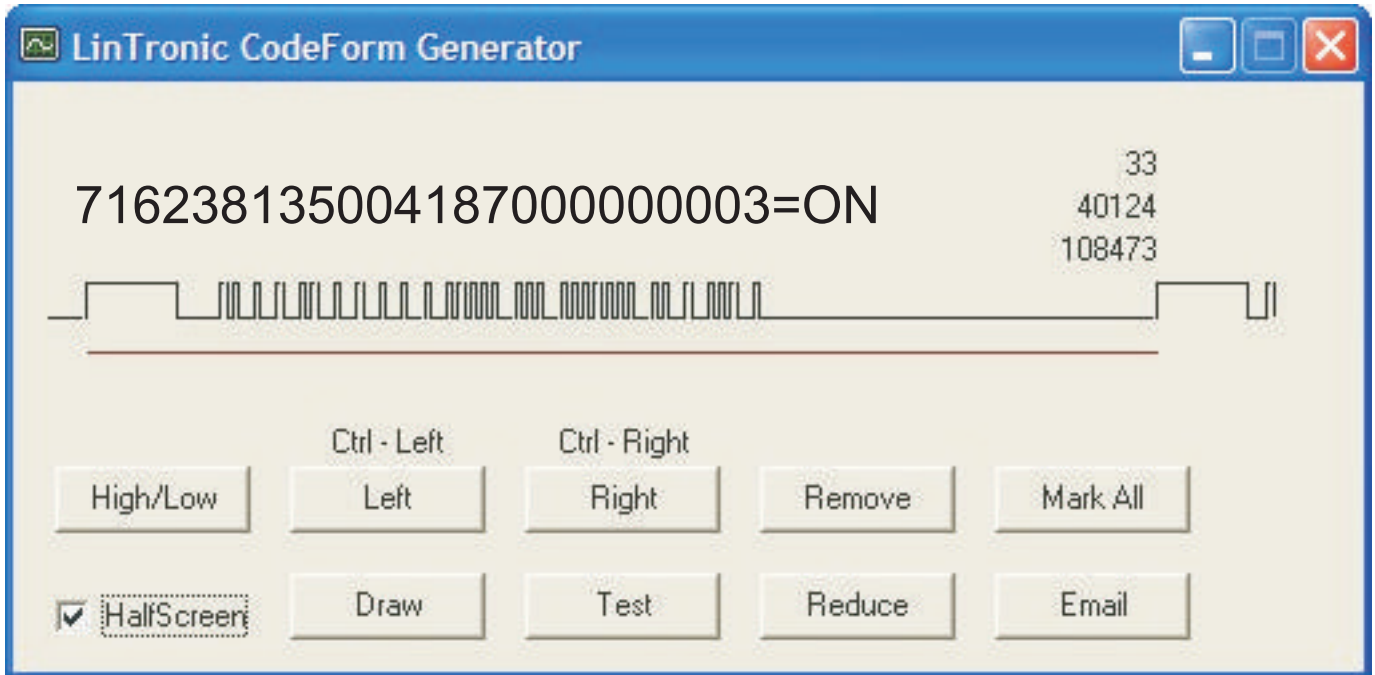 LinTronic CodeForm Generator
716238135004187000000003=ON
33
40124
108473
Ctrl - Left
Ctrl - Right
High/Low
Left
Right
Remove
Mark All
HalfScreen
Draw
Test
Reduce
Email